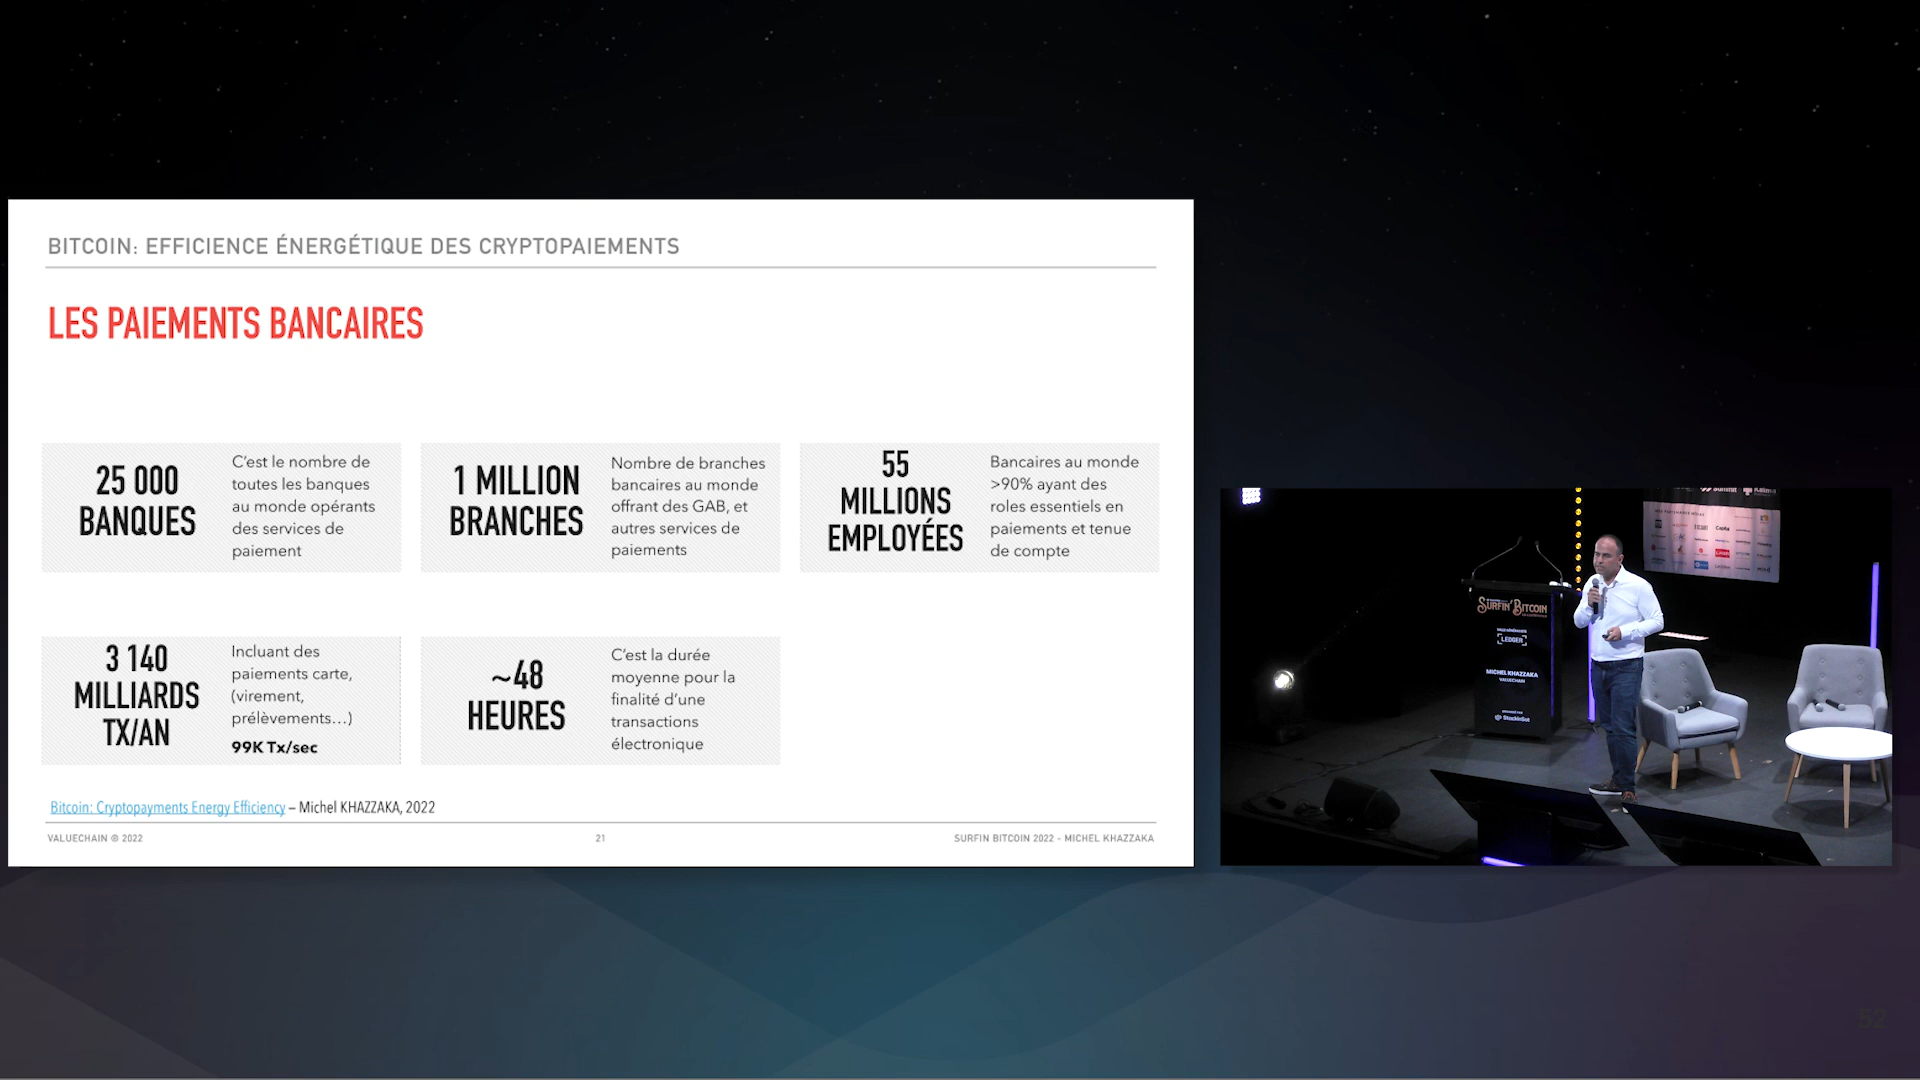 BITCOIN: EFFICIENCE ÉNERGÉTIQUE DES CRYPTOPAIEMENTS
LES PAIEMENTS BANCAIRES
25 000
BANQUES
C’est le nombre de
toutes les banques
au monde opérants
des services de
paiement
1 MILLION
BRANCHES
Nombre de branches
bancaires au monde
offrant des GAB, et
autres services de
paiements
55
MILLIONS
EMPLOYÉES
Bancaires au monde
>90% ayant des
roles essentiels en
paiements et tenue
de compte
3 140
MILLIARDS
TX/AN
Incluant des
paiements carte,
(virement,
prélèvements…)
99K Tx/sec
~48
HEURES
C’est la durée
moyenne pour la
finalité d’une
transactions
électronique
Bitcoin: Cryptopayments Energy Efficiency – Michel KHAZZAKA, 2022
VALUECHAIN © 2022
21
SURFIN BITCOIN 2022 - MICHEL KHAZZAKA
SURFIN' BITCOIN
LEDGER
MICHEL KHAZZAKA
VALUECHAIN
StackinSat
52